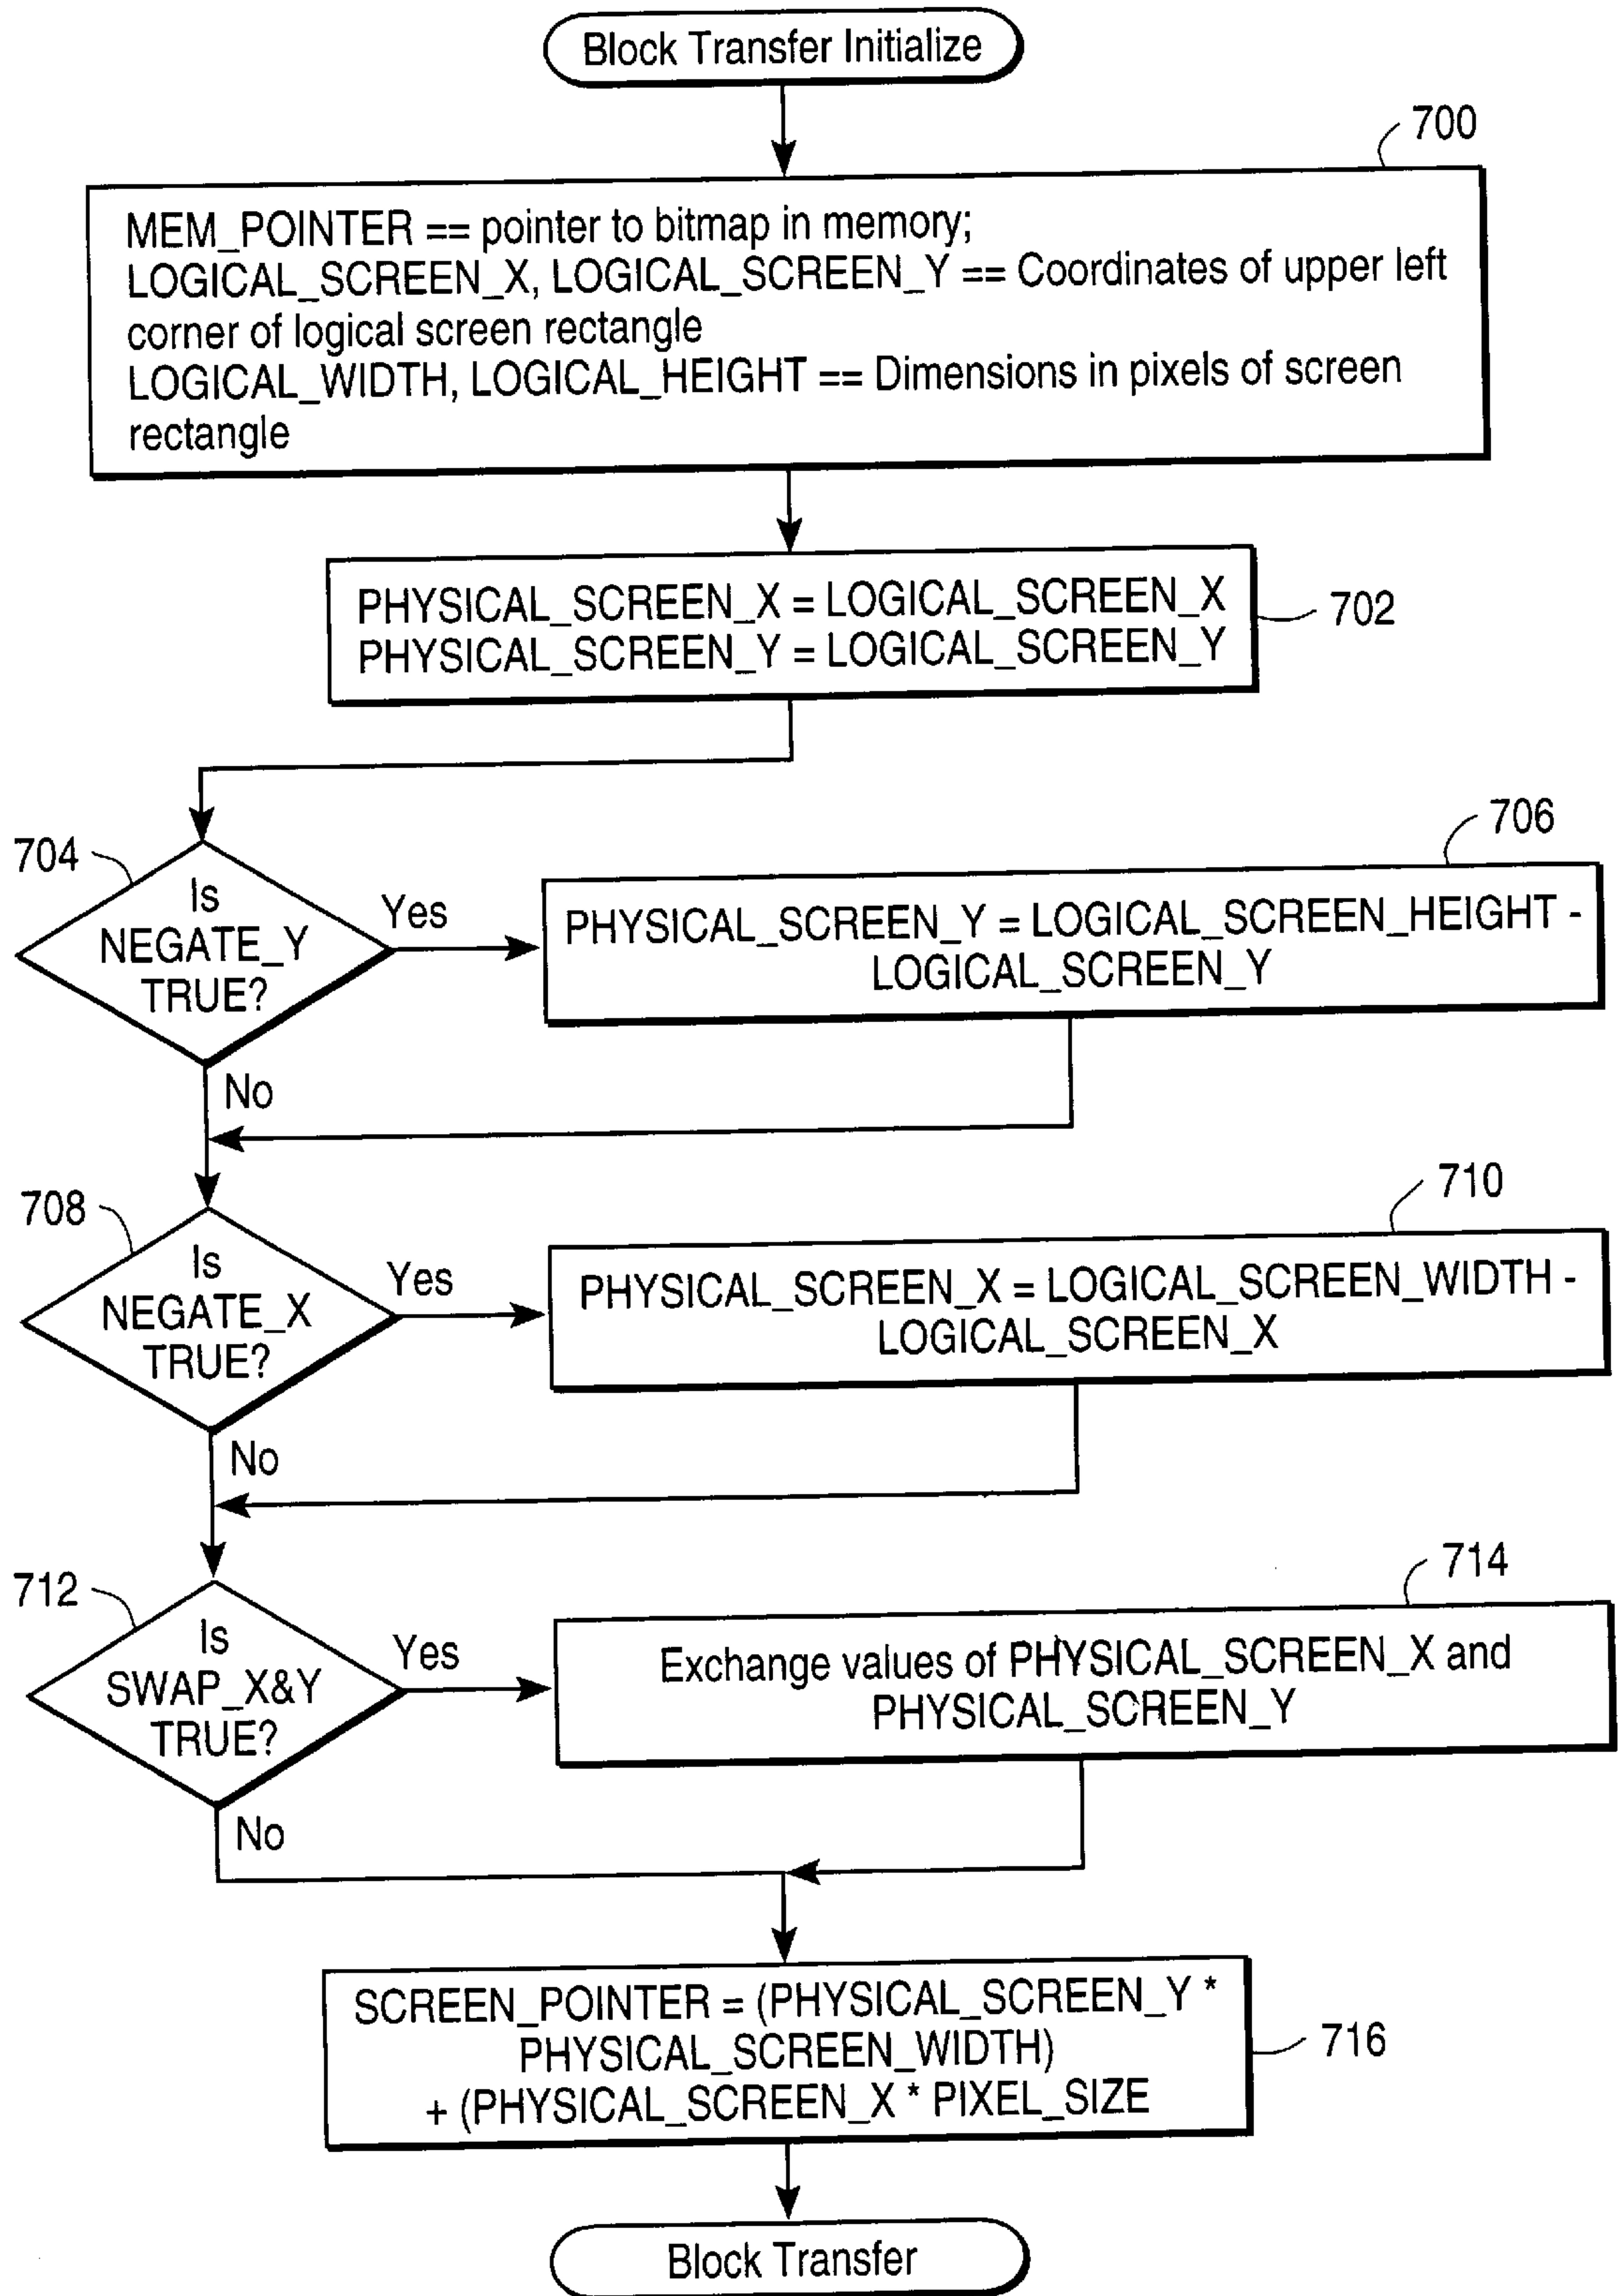 Block Transfer Initialize
700
MEM_POINTER == pointer to bitmap in memory;
LOGICAL_SCREEN_X, LOGICAL_SCREEN_Y == Coordinates of upper left
corner of logical screen rectangle
LOGICAL_WIDTH, LOGICAL_HEIGHT == Dimensions in pixels of screen
rectangle
PHYSICAL_SCREEN_X = LOGICAL_SCREEN_X
PHYSICAL_SCREEN_Y = LOGICAL_SCREEN_Y
702
704
Is
NEGATE_Y
TRUE?
Yes
No
706
PHYSICAL_SCREEN_Y = LOGICAL_SCREEN_HEIGHT -
LOGICAL_SCREEN_Y
708
Is
NEGATE_X
TRUE?
Yes
No
710
PHYSICAL_SCREEN_X = LOGICAL_SCREEN_WIDTH -
LOGICAL_SCREEN_X
712
Is
SWAP_X&Y
TRUE?
Yes
No
714
Exchange values of PHYSICAL_SCREEN_X and
PHYSICAL_SCREEN_Y
SCREEN_POINTER = (PHYSICAL_SCREEN_Y *
PHYSICAL_SCREEN_WIDTH)
+ (PHYSICAL_SCREEN_X * PIXEL_SIZE
716
Block Transfer